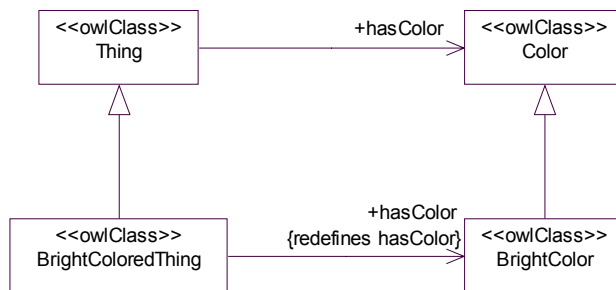 <<owlClass>>
Thing
+hasColor
<<owlClass>>
Color
<<owlClass>>
BrightColoredThing
+hasColor
{redefines hasColor}
<<owlClass>>
BrightColor